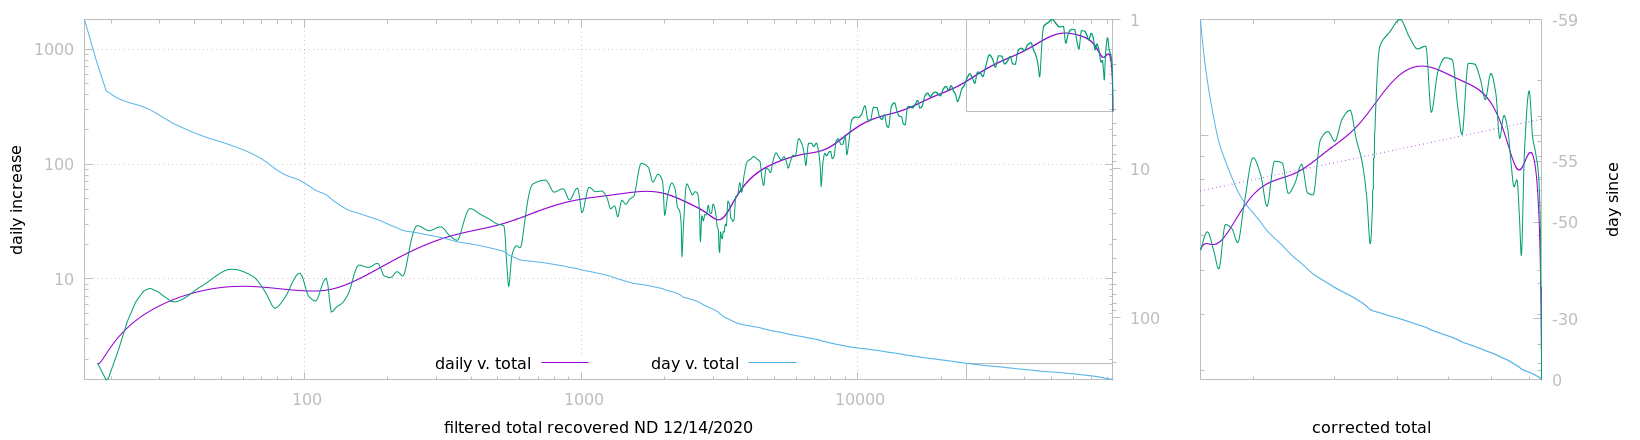 1000
100
10
daily increase
1
10
100
daily v. total
day v. total
100
1000
10000
filtered total recovered ND 12/14/2020
-59
-55
-50
-30
0
day say since
corrected total